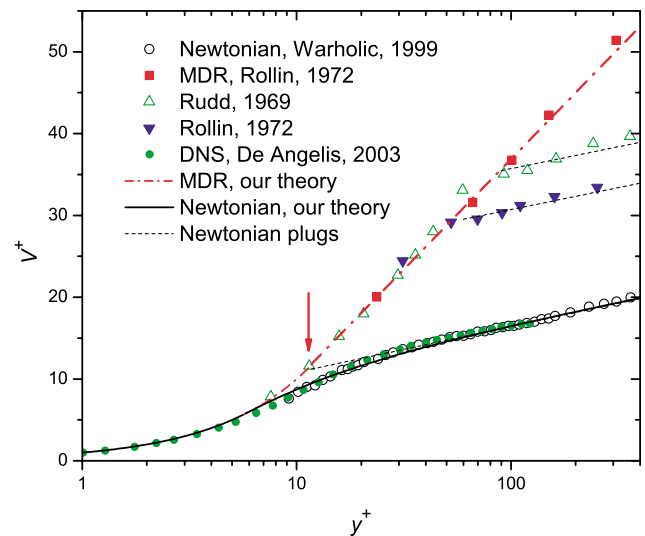 50
40
30
20
10
0
V+
Newtonian, Warholic, 1999
MDR, Rollin, 1972
Rudd, 1969
Rollin, 1972
DNS, De Angelis, 2003
MDR, our theory
Newtonian, our theory
Newtonian plugs
1
10
100
y+